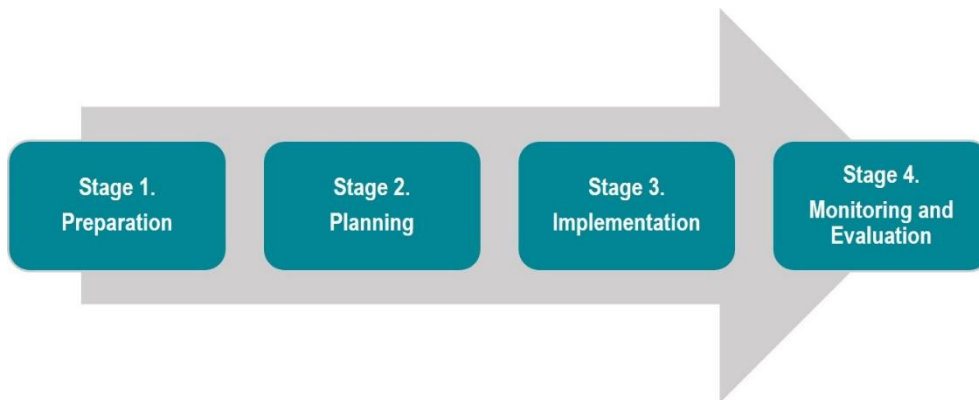 Stage 1.
Preparation
Stage 2.
Planning
Stage 3.
Implementation
Stage 4.
Monitoring and
Evaluation